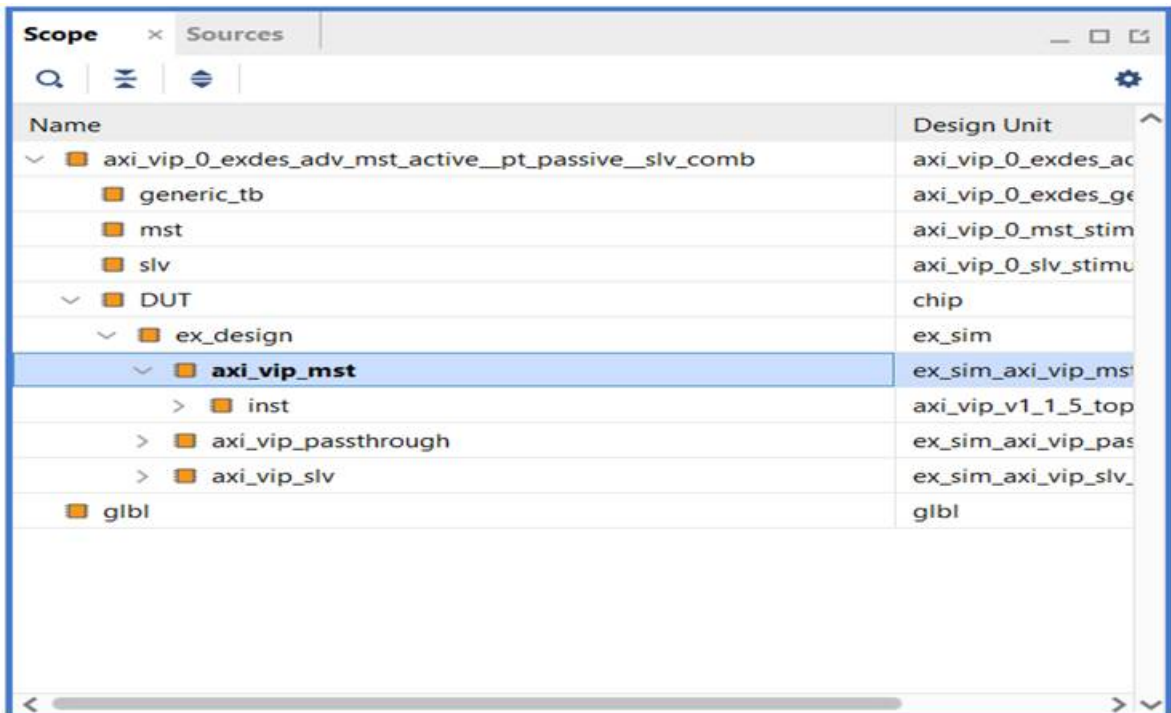 Scope × Sources
Name Design Unit
axi_vip_0_exdes_adv_mst_active__pt_passive__slv_comb axi_vip_0_exdes_ac
generic_tb axi_vip_0_exdes_ge
mst axi_vip_0_mst_stim
slv axi_vip_0_slv_stimu
DUT chip
ex_design ex_sim
axi_vip_mst ex_sim_axi_vip_mst
inst axi_vip_v1_1_5_top
axi_vip_passthrough ex_sim_axi_vip_pas
axi_vip_slv ex_sim_axi_vip_slv_
glbl glbl